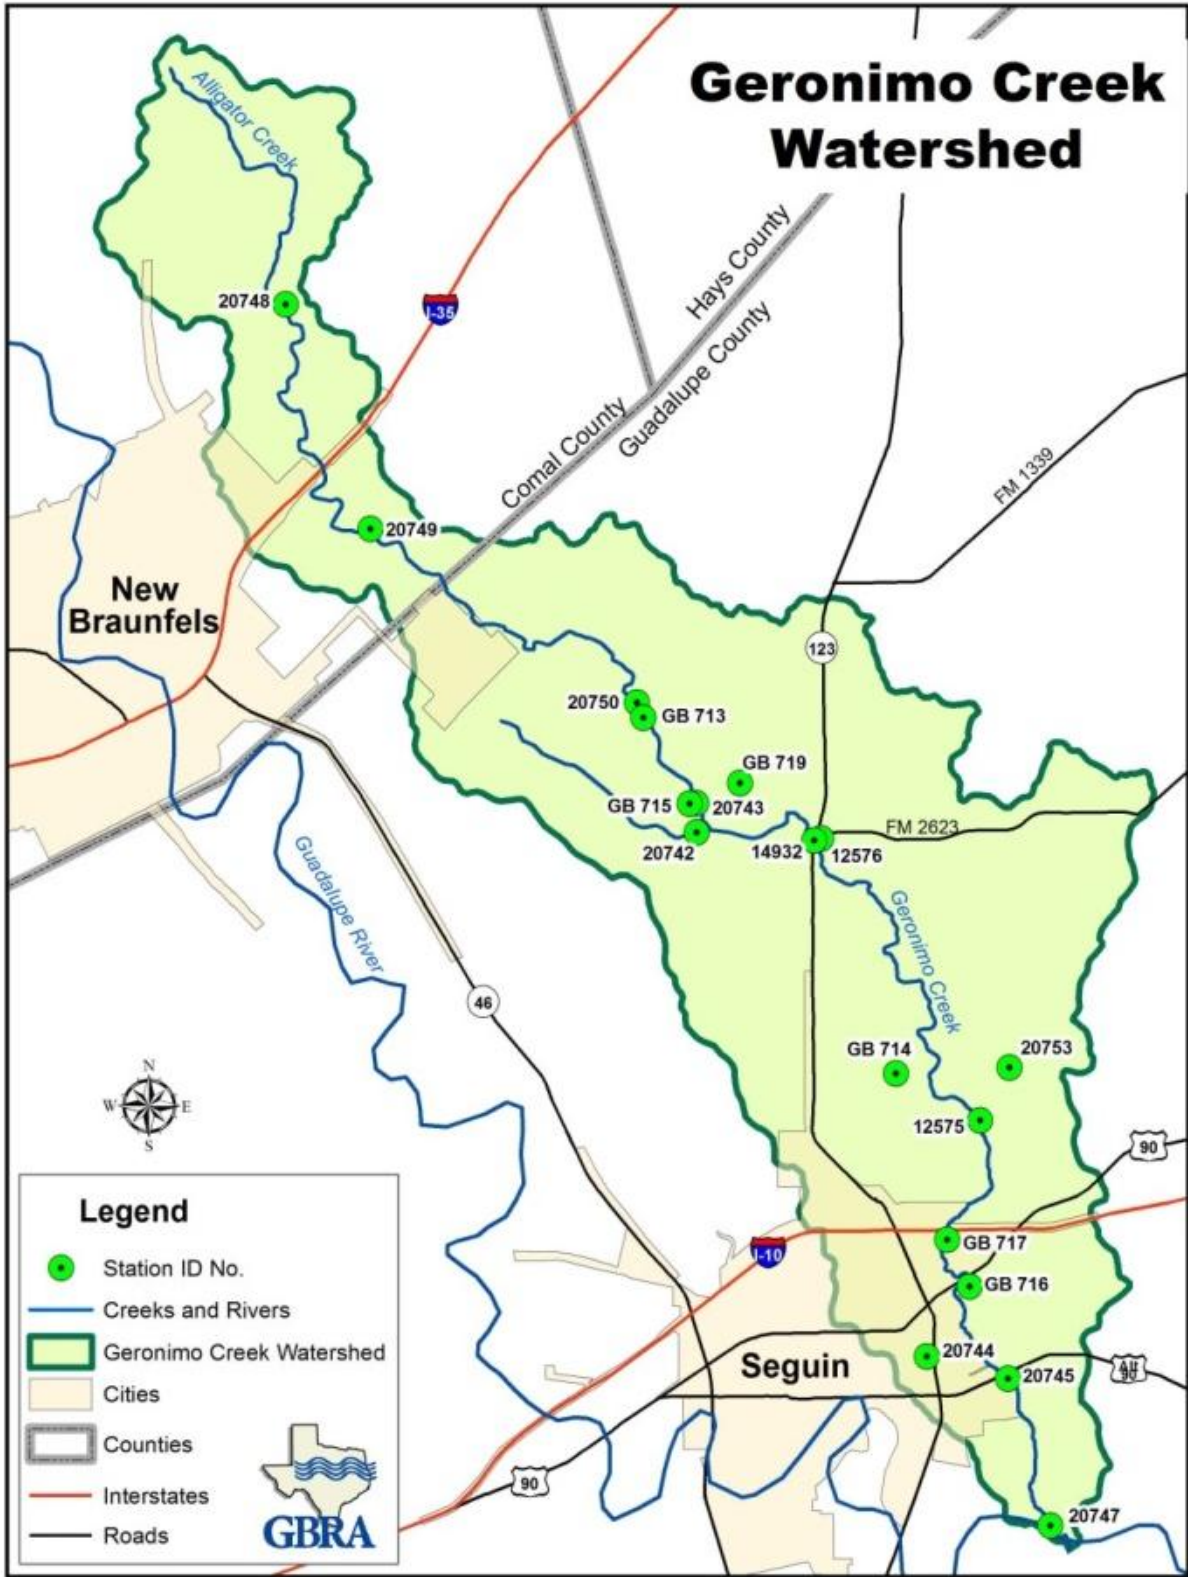 Geronimo Creek
Watershed
Alligator Creek
20748
I-35
Hays County
Guadalupe County
Comal County
FM 1339
20749
New
Braunfels
123
20750
GB 713
GB 719
GB 715
20743
20742
14932
12576
FM 2623
Guadalupe River
Geronimo Creek
46
GB 714
20753
12575
N
W
E
S
90
Legend
Station ID No.
Creeks and Rivers
Geronimo Creek Watershed
Cities
Counties
Interstates
Roads
GBRA
I-10
GB 717
GB 716
20744
20745
Seguin
Alt
90
90
20747